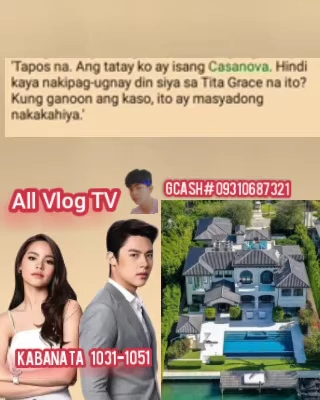 'Tapos na. Ang tatay ko ay isang Casanova. Hindi
kaya nakipag-ugnay din siya sa Tita Grace na ito?
Kung ganoon ang kaso, ito ay masyadong
nakakahiya.'
All Vlog TV
GCASH#09310687321
KABANATA 1031-1051